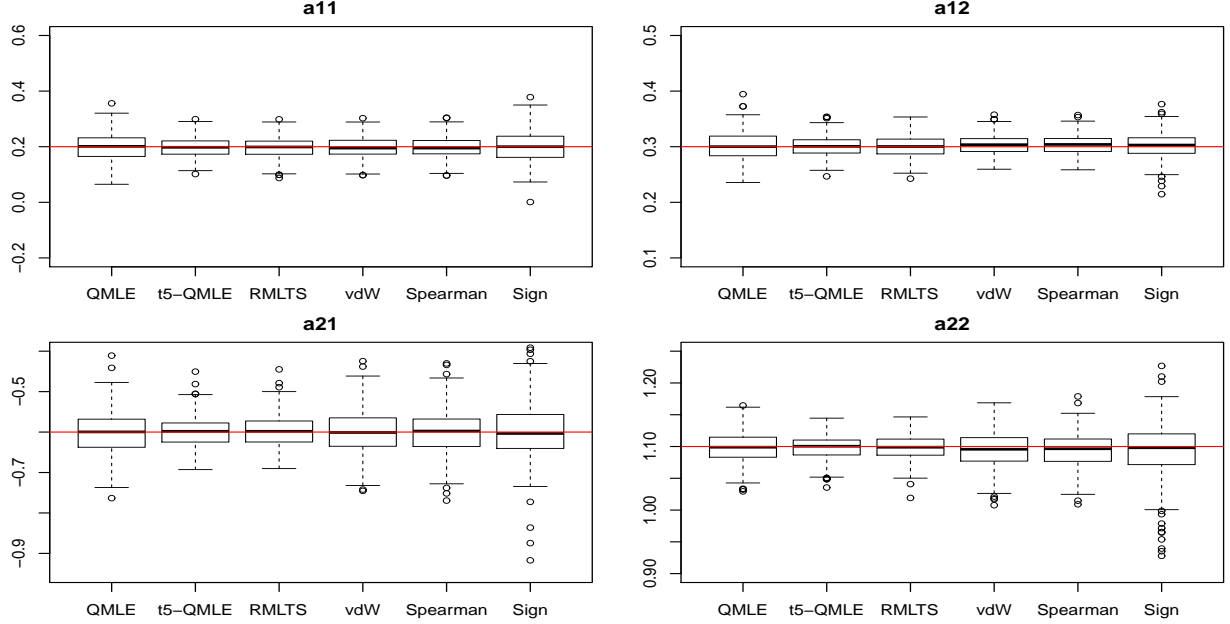 a11
0.6
0.4
0.2
0.0
−0.2
QMLE t5−QMLE RMLTS vdW Spearman Sign
a12
0.5
0.4
0.3
0.2
0.1
QMLE t5−QMLE RMLTS vdW Spearman Sign
a21
−0.5
−0.7
−0.9
QMLE t5−QMLE RMLTS vdW Spearman Sign
a22
1.20
1.10
1.00
0.90
QMLE t5−QMLE RMLTS vdW Spearman Sign